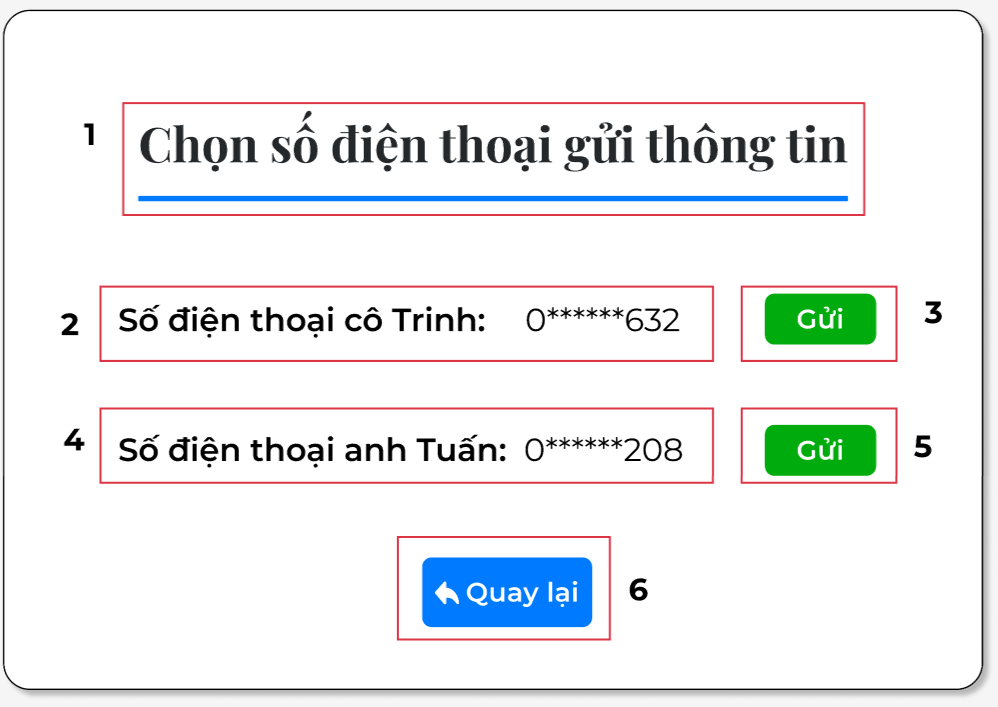 1
Chọn số điện thoại gửi thông tin
2
Số điện thoại cô Trinh: 0******632
Gửi
3
4
Số điện thoại anh Tuấn: 0******208
Gửi
5
Quay lại
6